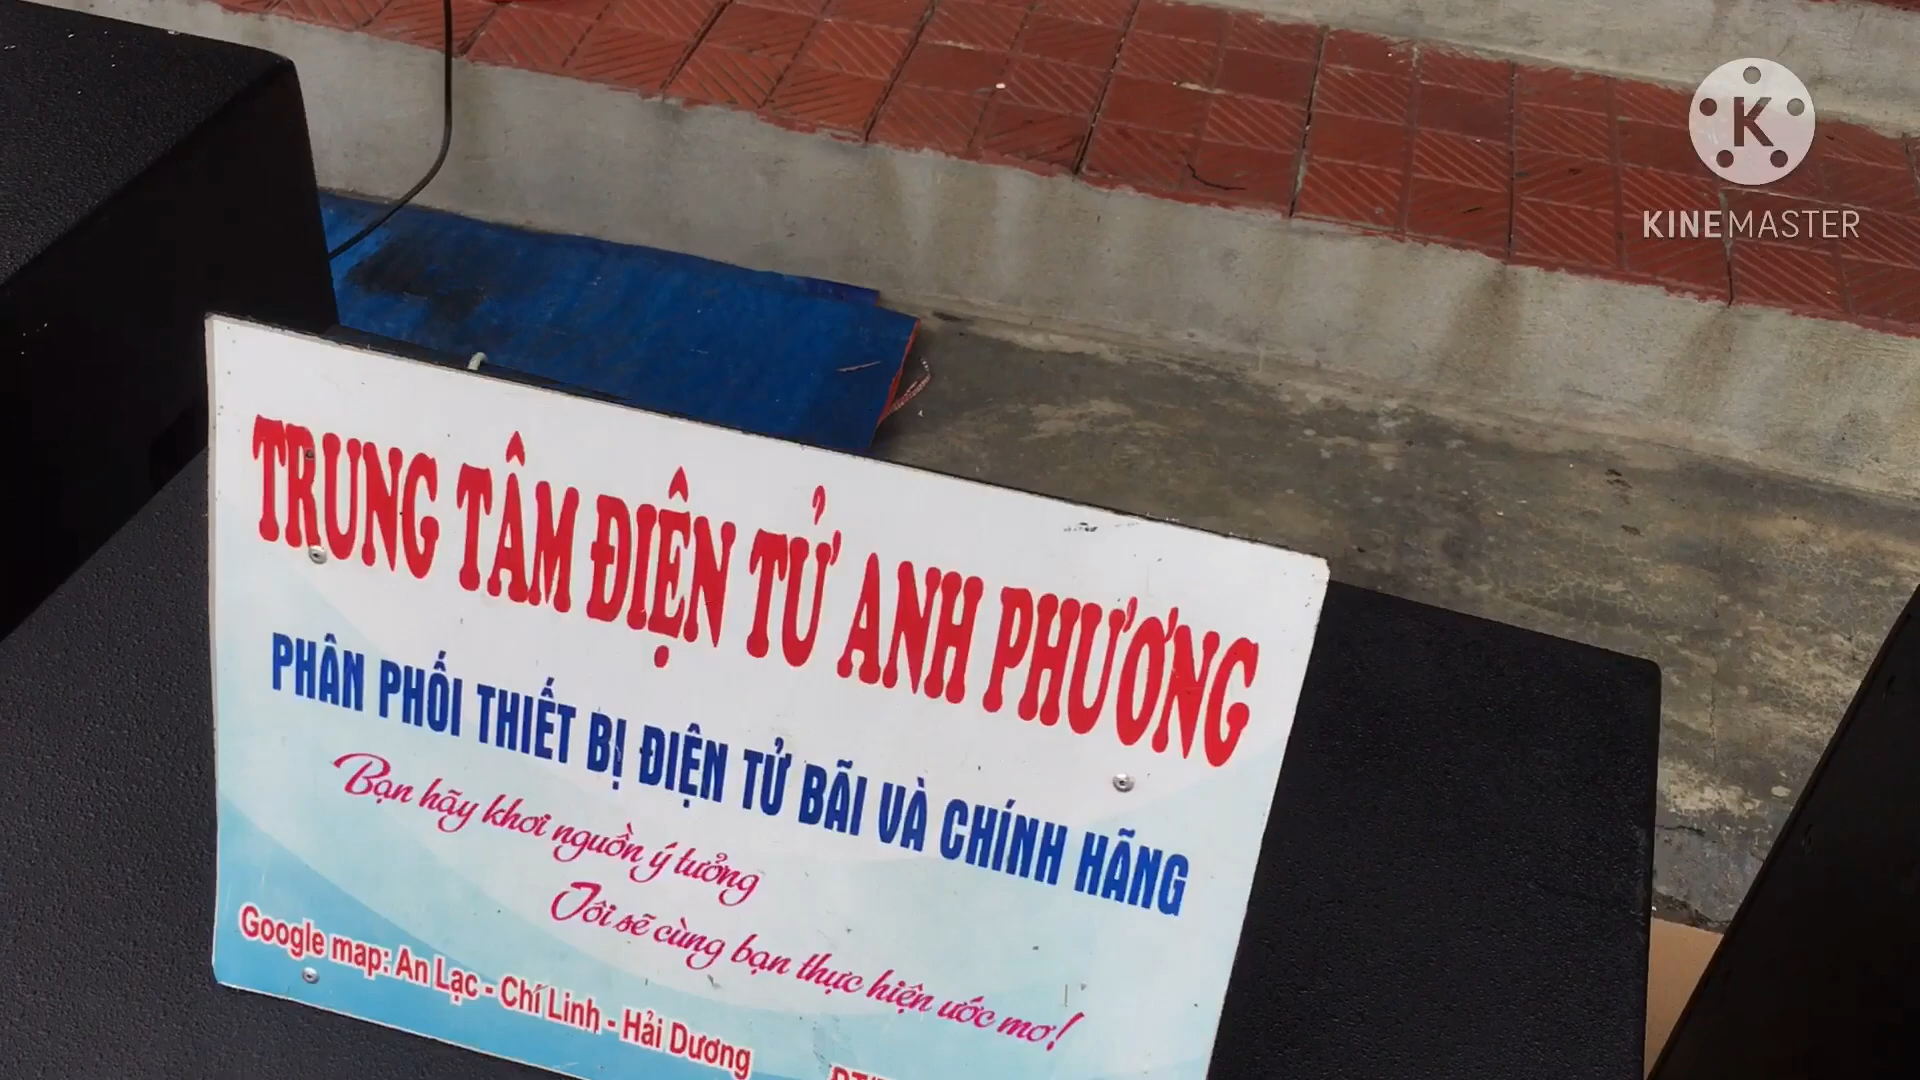 K
KINEMASTER
TRUNG TÂM ĐIỆN TỬ ANH PHƯƠNG
PHÂN PHỐI THIẾT BỊ ĐIỆN TỬ BÃI VÀ CHÍNH HÃNG
Bạn hãy khơi nguồn ý tưởng
Tôi sẽ cùng bạn thực hiện ước mơ!
Google map: An Lạc - Chí Linh - Hải Dương